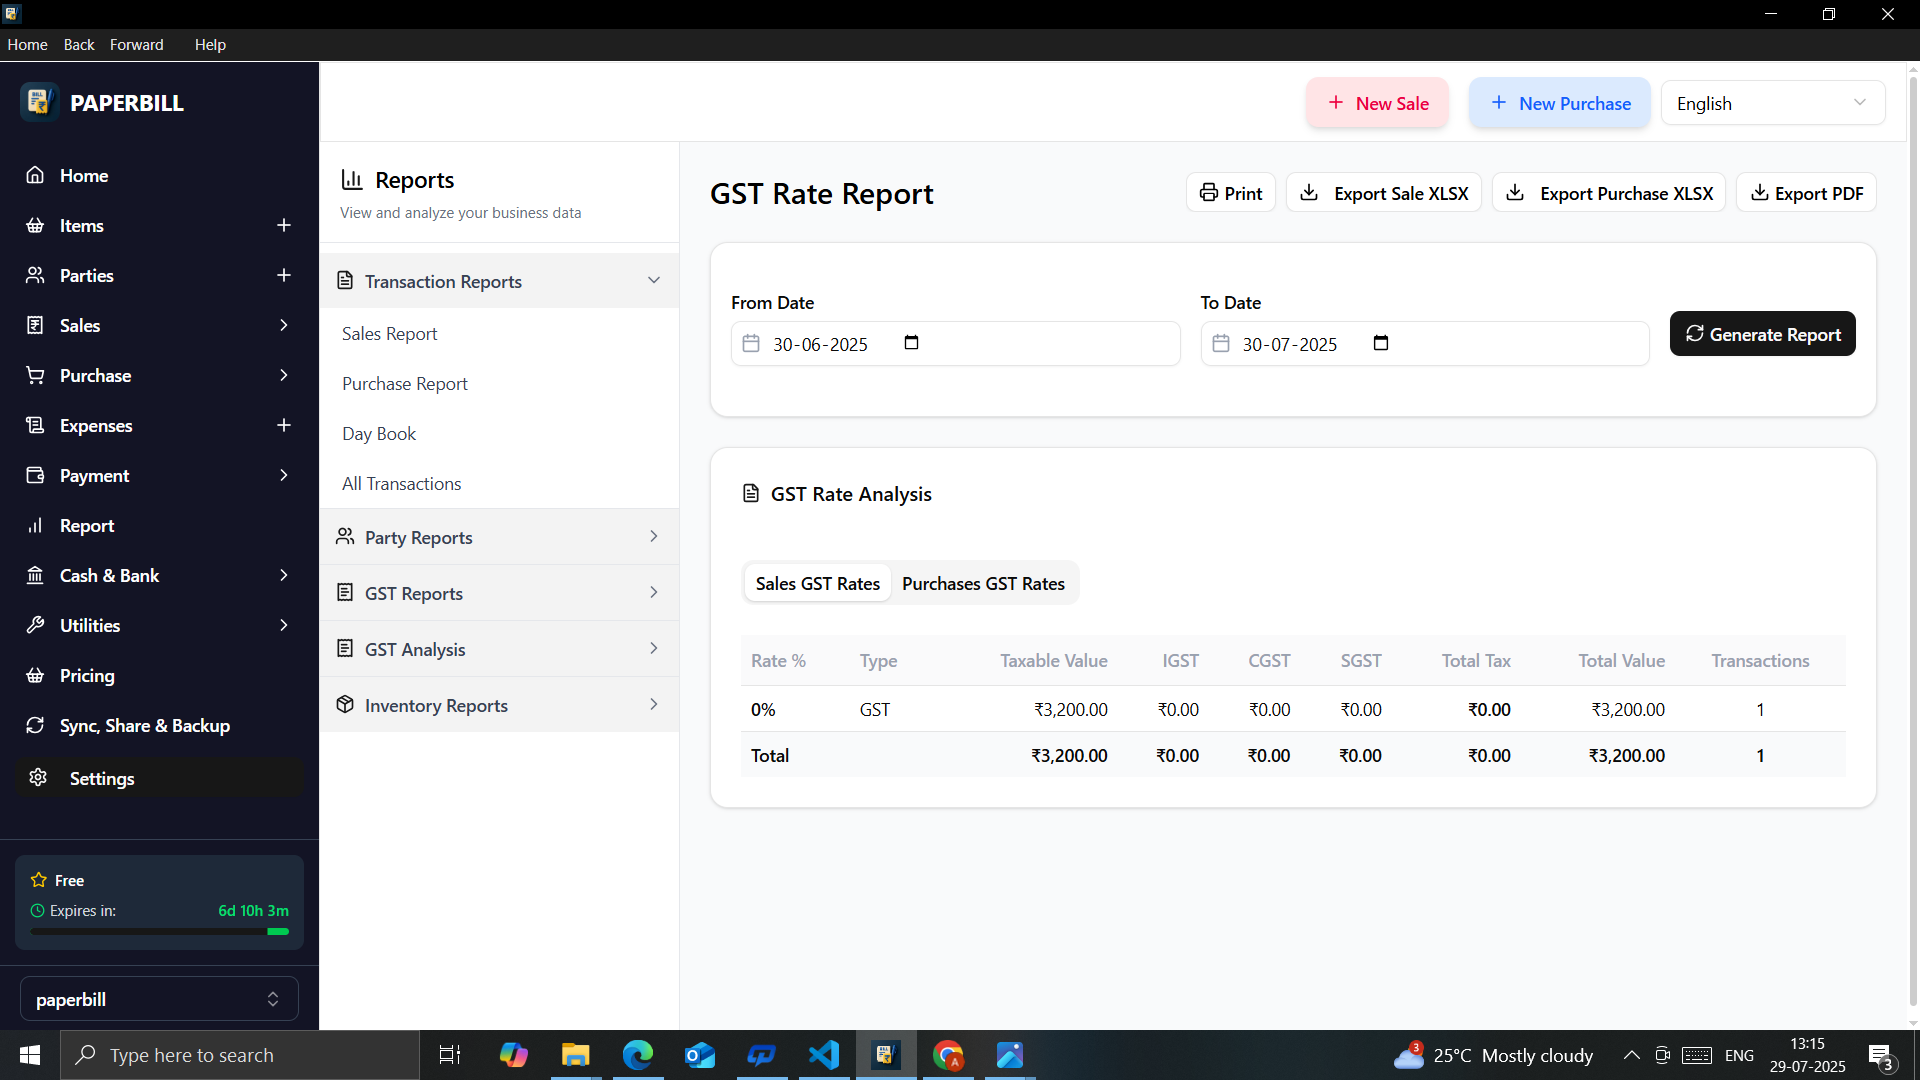 Home Back Forward Help
PAPERBILL
Home
Items
Parties
Sales
Purchase
Expenses
Payment
Report
Cash & Bank
Utilities
Pricing
Sync, Share & Backup
Settings
Free
Expires in: 6d 10h 3m
paperbill
New Sale New Purchase English
Reports
View and analyze your business data
Transaction Reports
Sales Report
Purchase Report
Day Book
All Transactions
Party Reports
GST Reports
GST Analysis
Inventory Reports
GST Rate Report
Print Export Sale XLSX Export Purchase XLSX Export PDF
From Date To Date
30-06-2025 30-07-2025 Generate Report
GST Rate Analysis
Sales GST Rates Purchases GST Rates
Rate % Type Taxable Value IGST CGST SGST Total Tax Total Value Transactions
0% GST ₹3,200.00 ₹0.00 ₹0.00 ₹0.00 ₹0.00 ₹3,200.00 1
Total ₹3,200.00 ₹0.00 ₹0.00 ₹0.00 ₹0.00 ₹3,200.00 1
Type here to search
3
25°C Mostly cloudy
ENG
13:15
29-07-2025
3